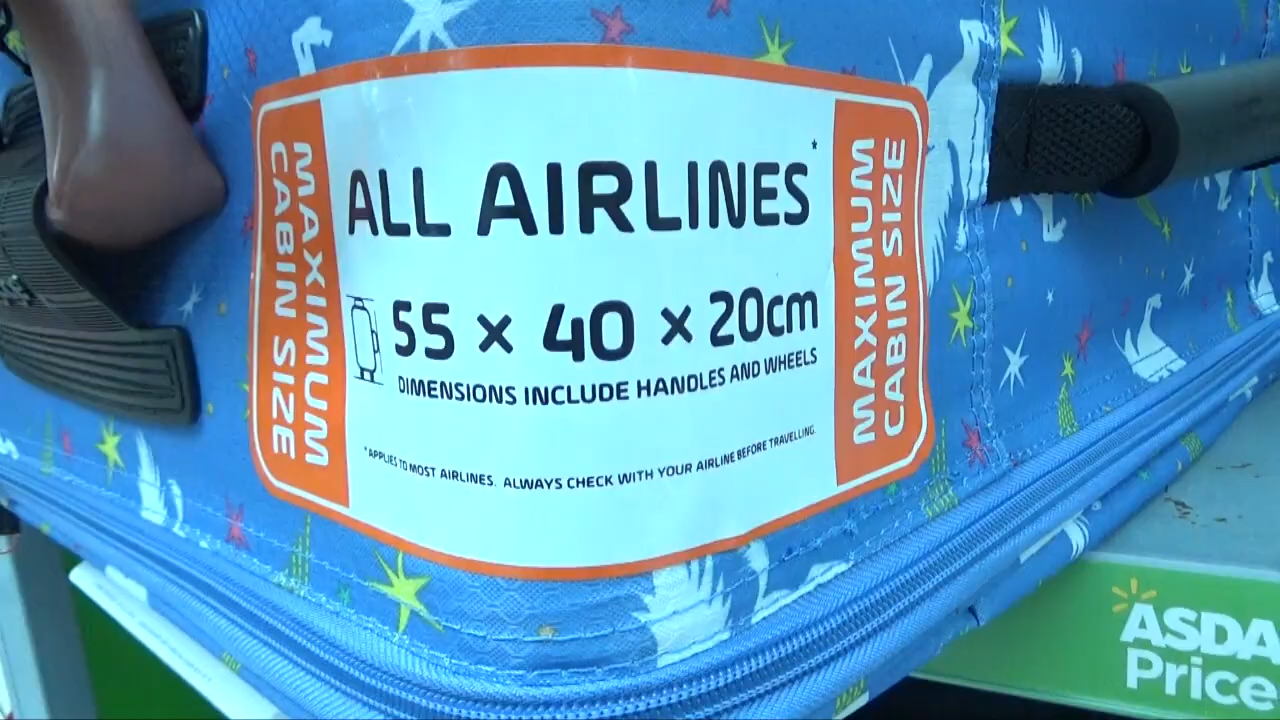 MAXIMUM
CABIN SIZE
ALL AIRLINES*
55 × 40 × 20cm
DIMENSIONS INCLUDE HANDLES AND WHEELS
*APPLIES TO MOST AIRLINES. ALWAYS CHECK WITH YOUR AIRLINE BEFORE TRAVELLING.
MAXIMUM
CABIN SIZE
ASDA
Price